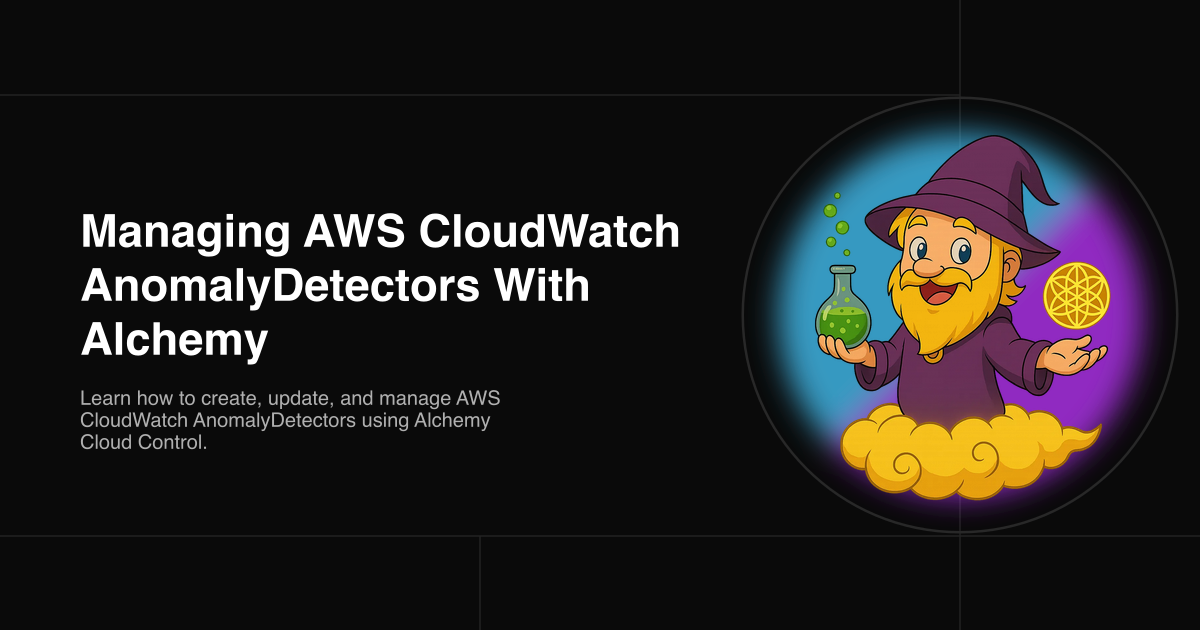 Managing AWS CloudWatch
AnomalyDetectors With
Alchemy
Learn how to create, update, and manage AWS
CloudWatch AnomalyDetectors using Alchemy
Cloud Control.